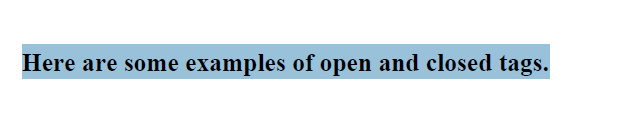 Here are some examples of open and closed tags.